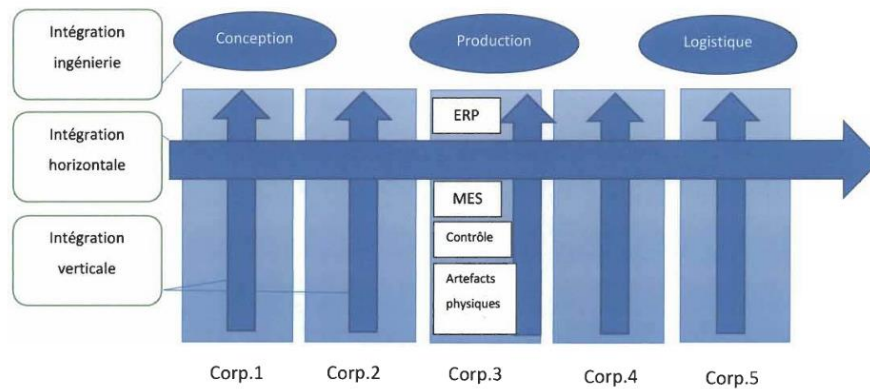 Intégration
ingénierie
Conception
Production
Logistique
Intégration
horizontale
ERP
MES
Intégration
verticale
Contrôle
Artefacts
physiques
Corp.1
Corp.2
Corp.3
Corp.4
Corp.5